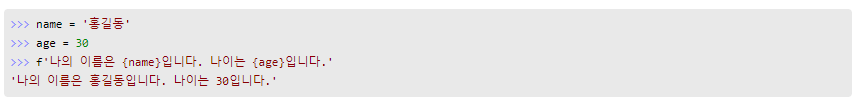 >>> name = '홍길동'
>>> age = 30
>>> f'나의 이름은 {name}입니다. 나이는 {age}입니다.'
'나의 이름은 홍길동입니다. 나이는 30입니다.'